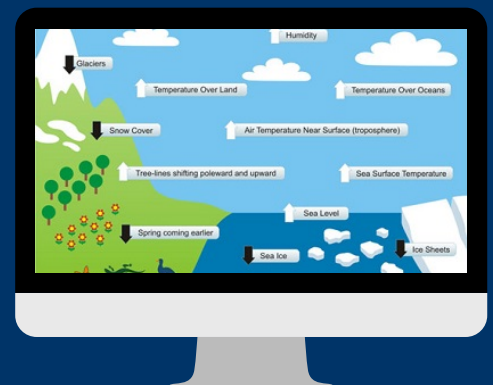 Humidity
Glaciers
Temperature Over Land
Temperature Over Oceans
Snow Cover
Air Temperature Near Surface (troposphere)
Tree-lines shifting poleward and upward
Sea Surface Temperature
Sea Level
Spring coming earlier
Ice Sheets
Sea Ice